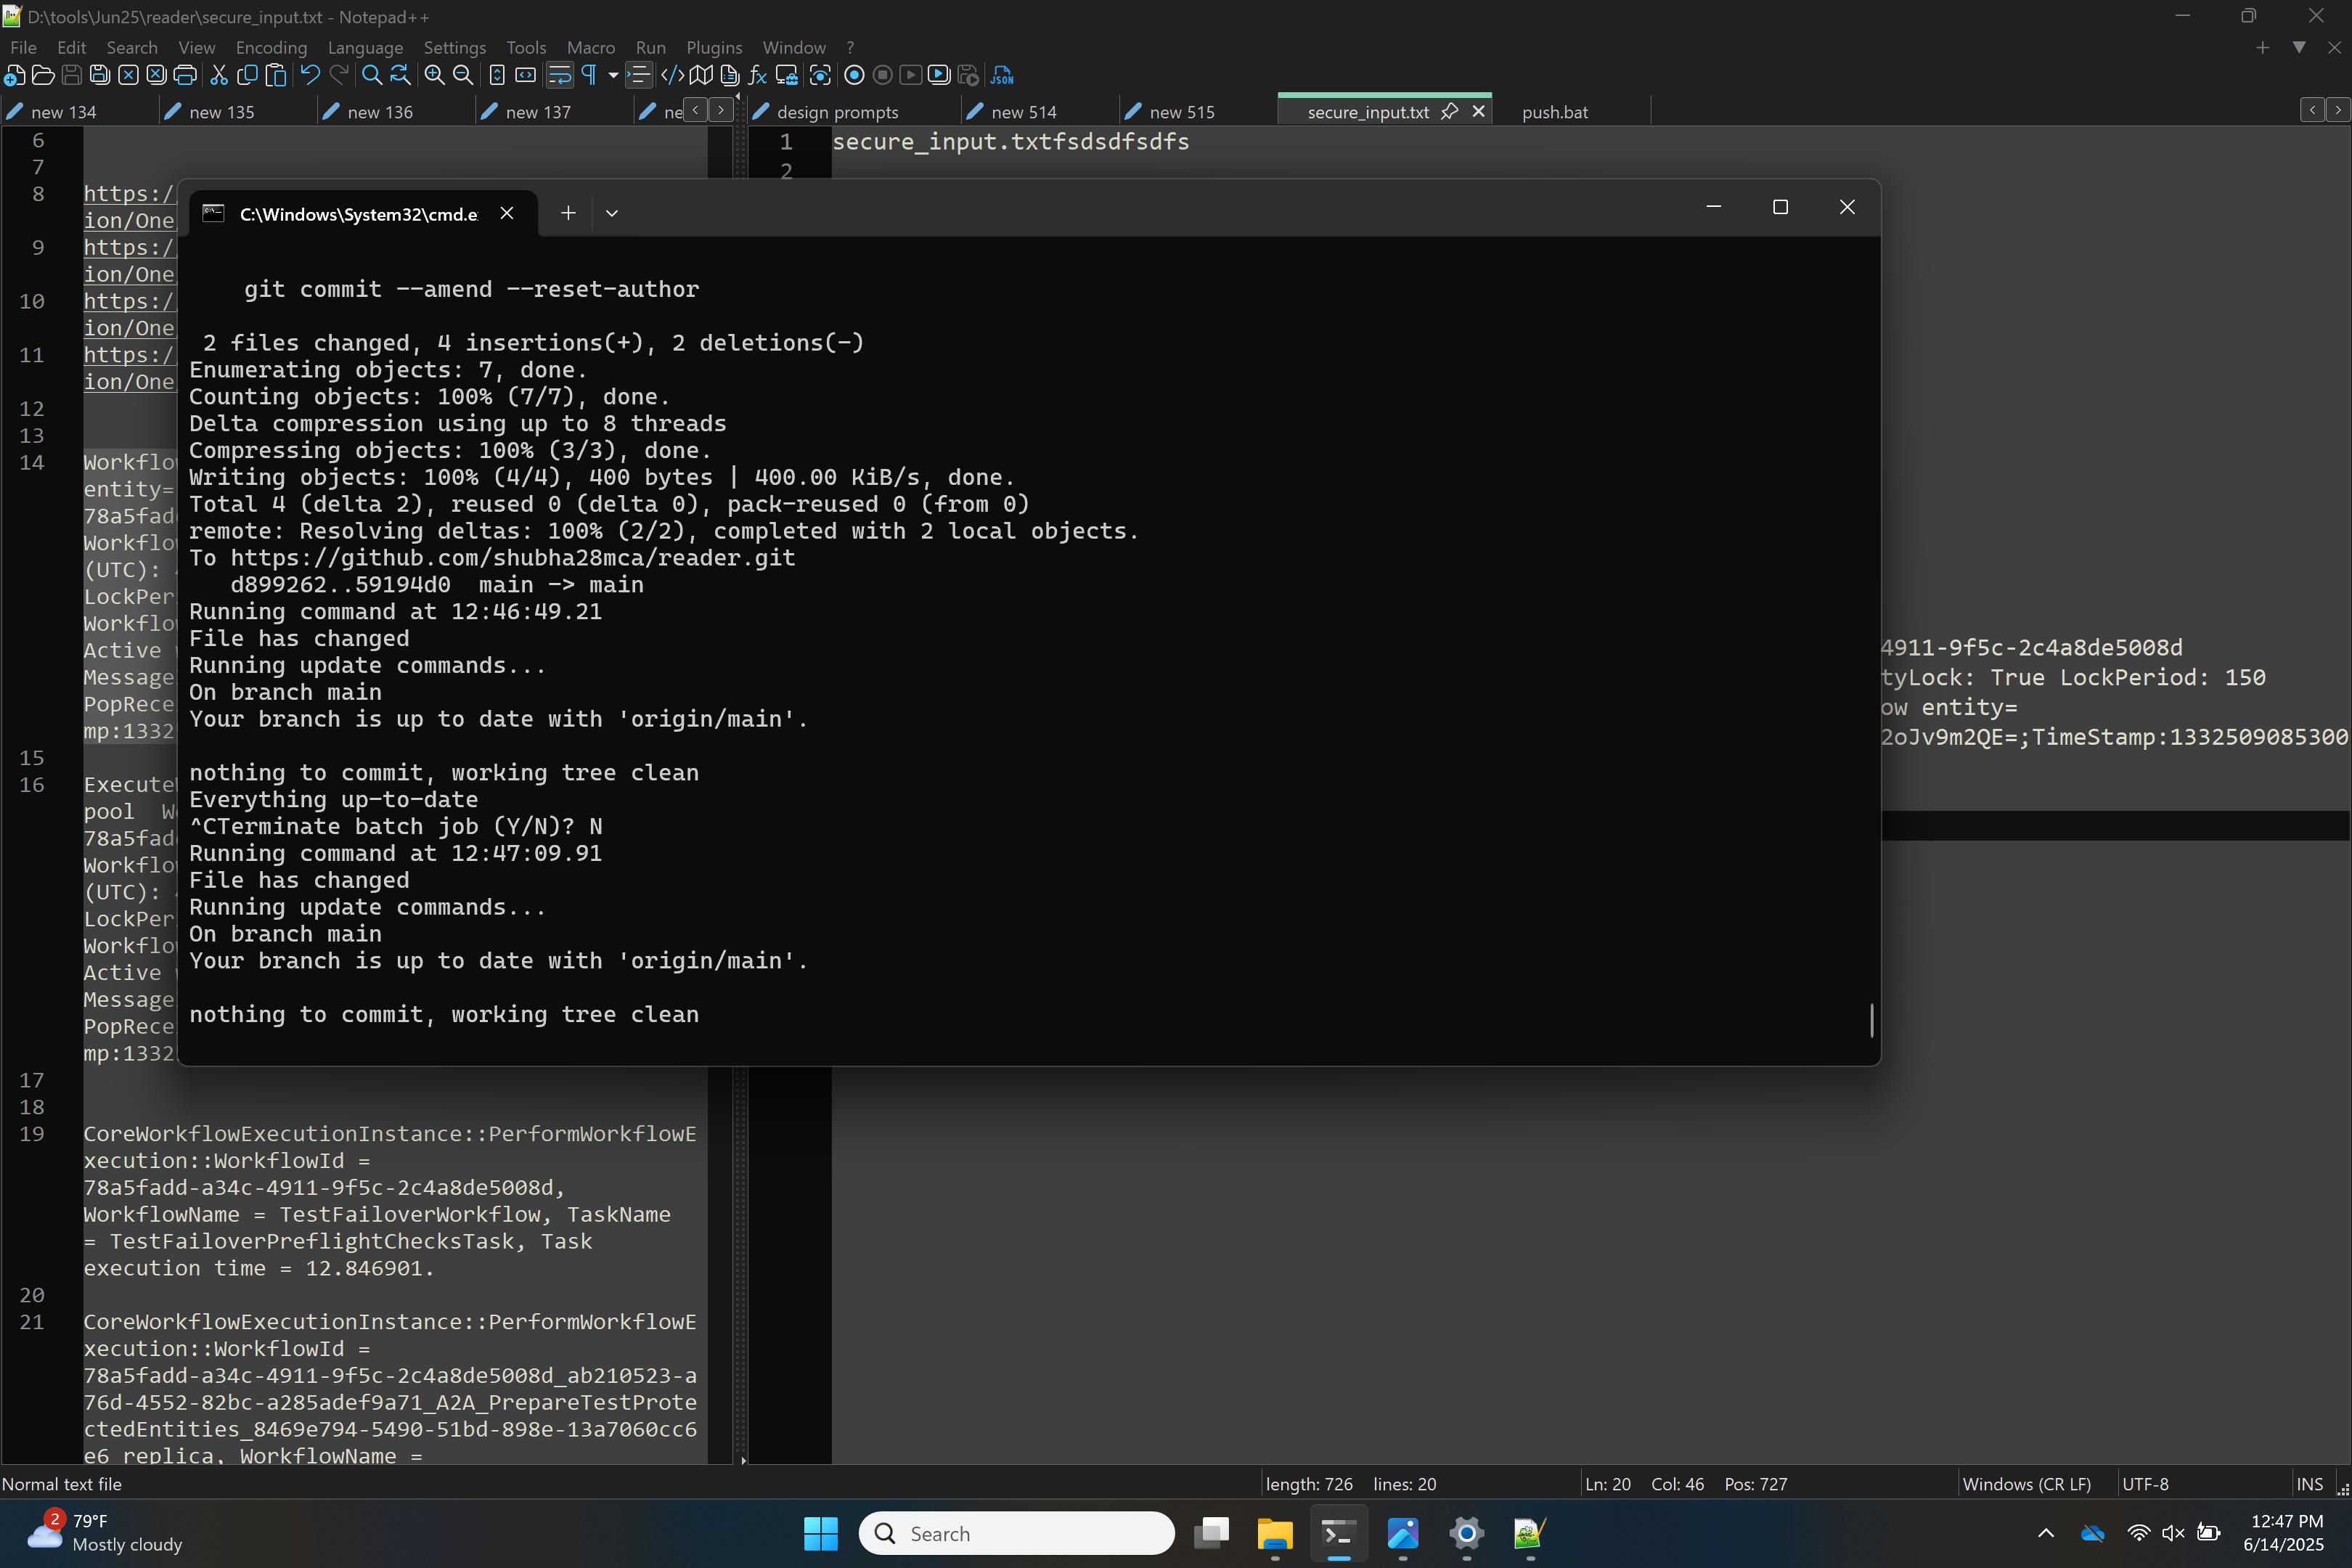 D:\tools\Jun25\reader\secure_input.txt - Notepad++
File Edit Search View Encoding Language Settings Tools Macro Run Plugins Window ?
new 134 new 135 new 136 new 137 ne design prompts new 514 new 515 secure_input.txt push.bat
1 secure_input.txtfsdsdfsdfs
2
C:\Windows\System32\cmd.e
git commit --amend --reset-author
2 files changed, 4 insertions(+), 2 deletions(-)
Enumerating objects: 7, done.
Counting objects: 100% (7/7), done.
Delta compression using up to 8 threads
Compressing objects: 100% (3/3), done.
Writing objects: 100% (4/4), 400 bytes | 400.00 KiB/s, done.
Total 4 (delta 2), reused 0 (delta 0), pack-reused 0 (from 0)
remote: Resolving deltas: 100% (2/2), completed with 2 local objects.
To https://github.com/shubha28mca/reader.git
d899262..59194d0 main -> main
Running command at 12:46:49.21
File has changed
Running update commands...
On branch main
Your branch is up to date with 'origin/main'.
nothing to commit, working tree clean
Everything up-to-date
^CTerminate batch job (Y/N)? N
Running command at 12:47:09.91
File has changed
Running update commands...
On branch main
Your branch is up to date with 'origin/main'.
nothing to commit, working tree clean
6
7
8 https:/
ion/One
9 https:/
ion/One
10 https:/
ion/One
11 https:/
ion/One
12
13
14 Workflo
entity=
78a5fad
Workflo
(UTC):
LockPer
Workflo
Active
Message
PopRece
mp:1332
15
16 Execute
pool W
78a5fad
Workflo
(UTC):
LockPer
Workflo
Active
Message
PopRece
mp:1332
17
18
19 CoreWorkflowExecutionInstance::PerformWorkflowE
xecution::WorkflowId =
78a5fadd-a34c-4911-9f5c-2c4a8de5008d,
WorkflowName = TestFailoverWorkflow, TaskName
= TestFailoverPreflightChecksTask, Task
execution time = 12.846901.
20
21 CoreWorkflowExecutionInstance::PerformWorkflowE
xecution::WorkflowId =
78a5fadd-a34c-4911-9f5c-2c4a8de5008d_ab210523-a
76d-4552-82bc-a285adef9a71_A2A_PrepareTestProte
ctedEntities_8469e794-5490-51bd-898e-13a7060cc6
e6 replica, WorkflowName =
4911-9f5c-2c4a8de5008d
tyLock: True LockPeriod: 150
ow entity=
2oJv9m2QE=;TimeStamp:1332509085300
Normal text file length: 726 lines: 20 Ln: 20 Col: 46 Pos: 727 Windows (CR LF) UTF-8 INS
2 79°F
Mostly cloudy
Search
12:47 PM
6/14/2025